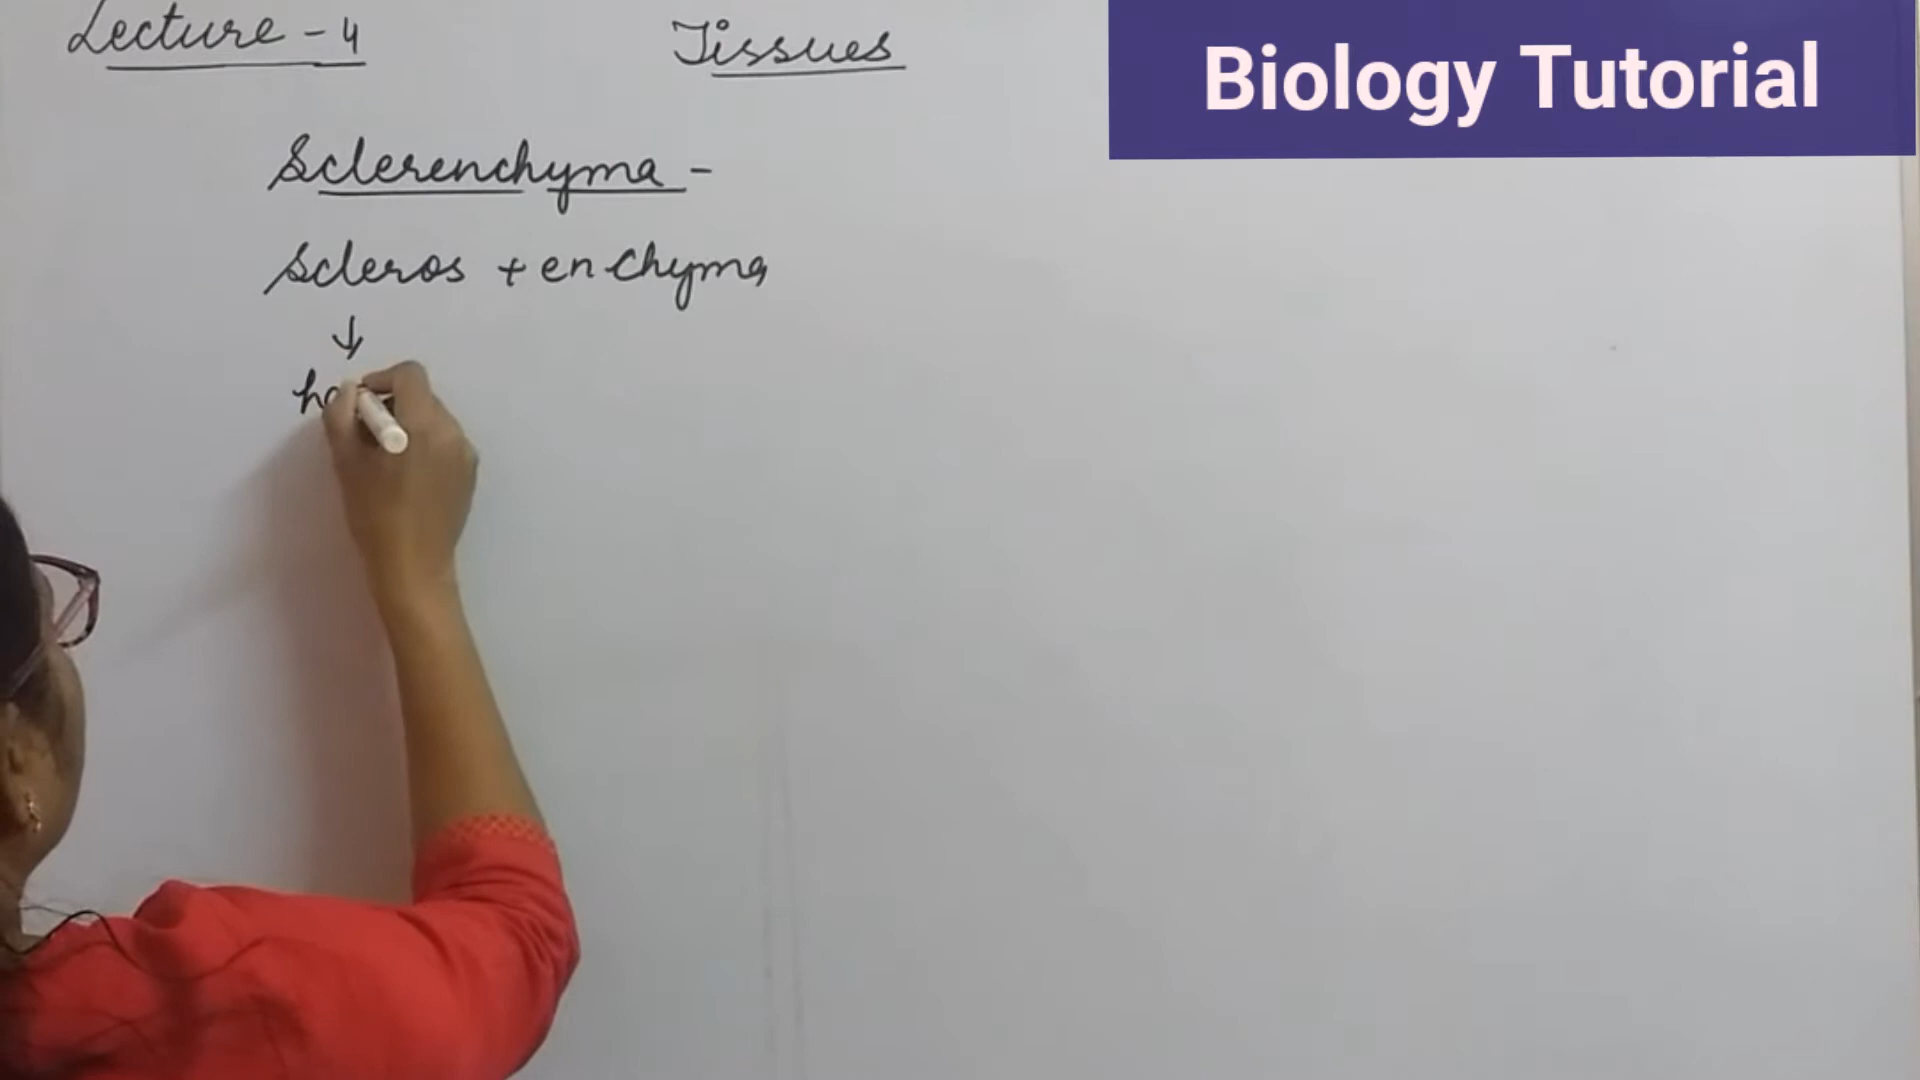 Lecture - 4
Tissues
Biology Tutorial
Sclerenchyma -
Scleros + enchyma
↓